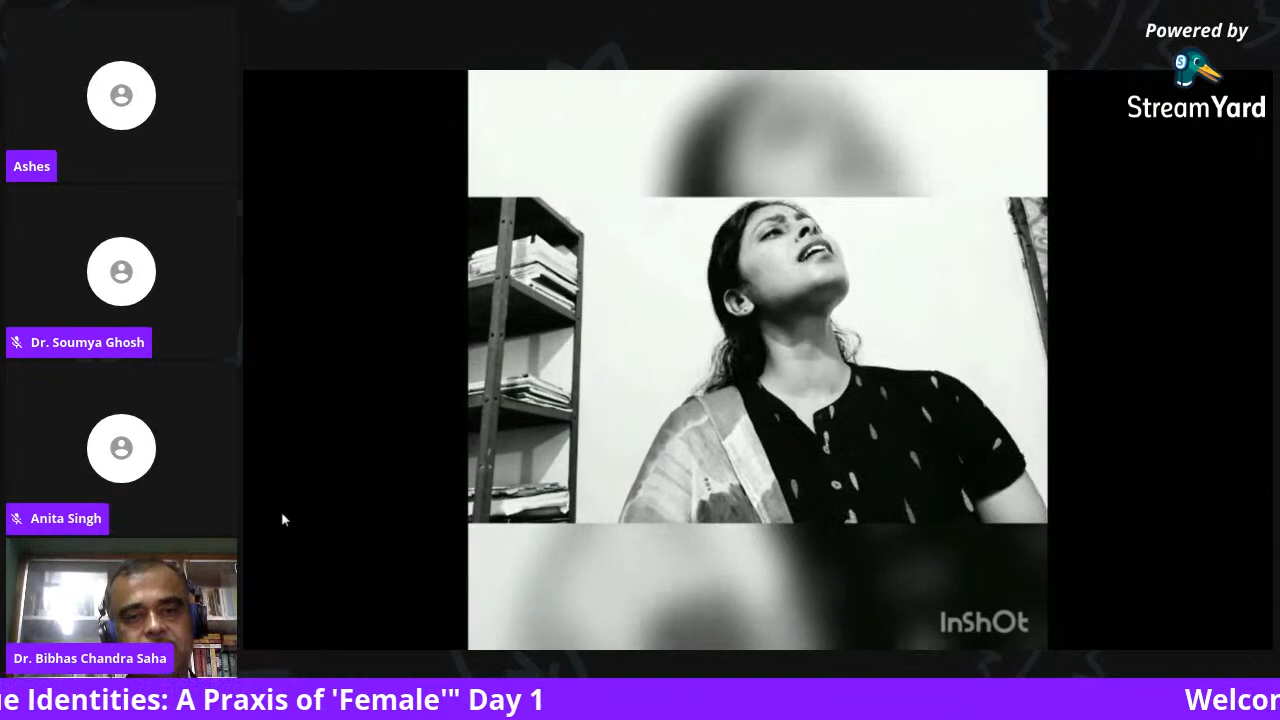 Powered by
StreamYard
Ashes
Dr. Soumya Ghosh
Anita Singh
Dr. Bibhas Chandra Saha
InShOt
Identities: A Praxis of 'Female'" Day 1